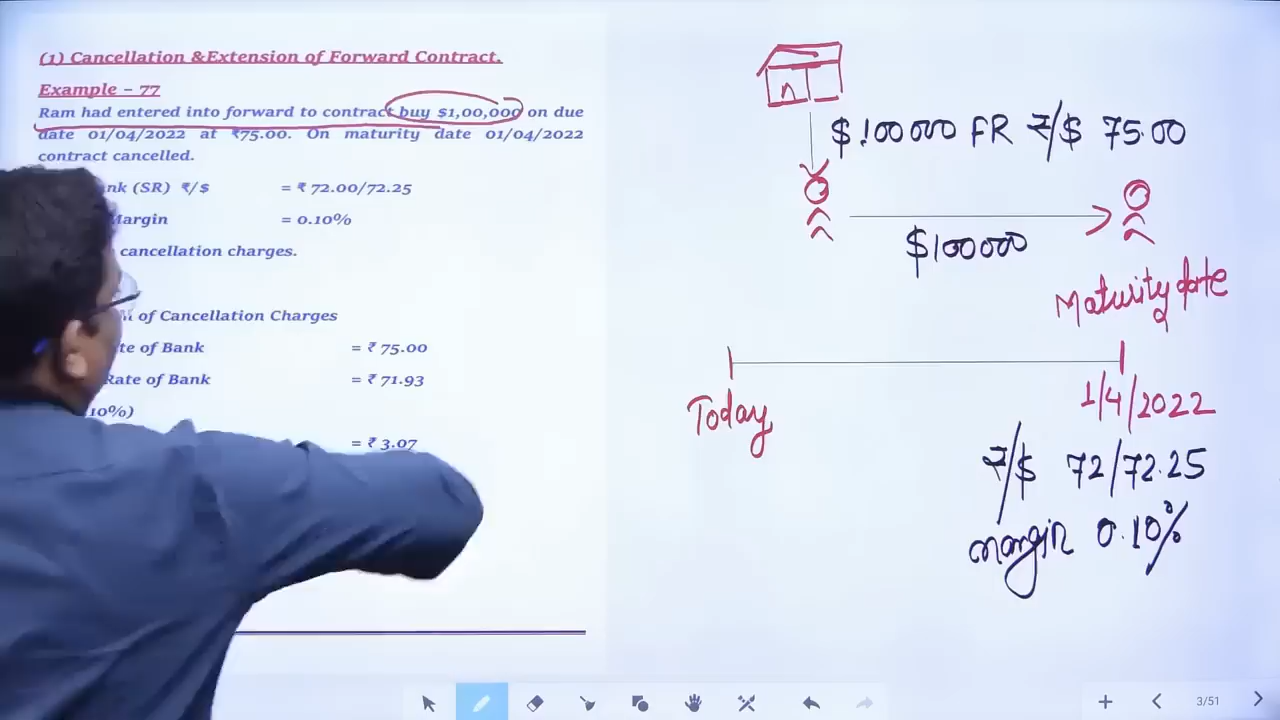 (1) Cancellation &Extension of Forward Contract.
Example – 77
Ram had entered into forward to contract buy $1,00,000 on due
date 01/04/2022 at ₹75.00. On maturity date 01/04/2022
contract cancelled.
(SR) ₹/$ = ₹ 72.00/72.25
Margin = 0.10%
cancellation charges.
of Cancellation Charges
of Bank = ₹ 75.00
Rate of Bank = ₹ 71.93
10%)
= ₹ 3.07
$100000 FR ₹/$ 75.00
$100000
Maturity date
Today
1/4/2022
₹/$ 72/72.25
margin 0.10%
3/51